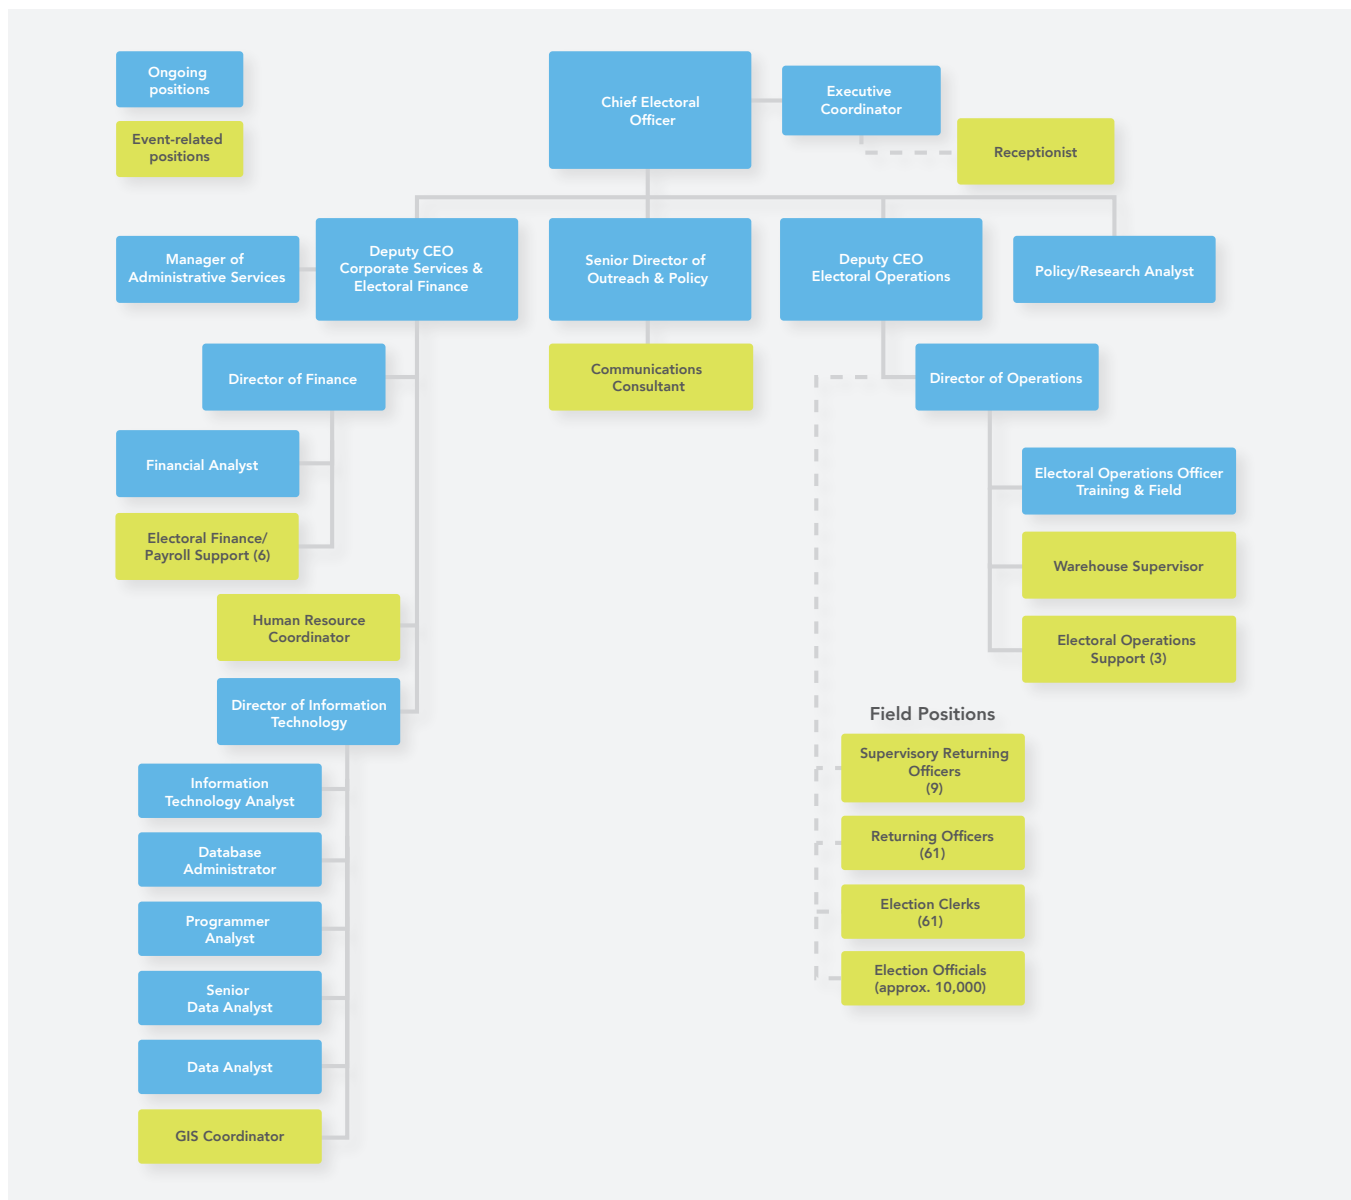 Ongoing
positions
Event-related
positions
Chief Electoral
Officer
Executive
Coordinator
Receptionist
Manager of
Administrative Services
Deputy CEO
Corporate Services &
Electoral Finance
Senior Director of
Outreach & Policy
Deputy CEO
Electoral Operations
Policy/Research Analyst
Director of Finance
Communications
Consultant
Director of Operations
Financial Analyst
Electoral Finance/
Payroll Support (6)
Human Resource
Coordinator
Director of Information
Technology
Electoral Operations Officer
Training & Field
Warehouse Supervisor
Electoral Operations
Support (3)
Information
Technology Analyst
Database
Administrator
Programmer
Analyst
Senior
Data Analyst
Data Analyst
GIS Coordinator
Field Positions
Supervisory Returning
Officers
(9)
Returning Officers
(61)
Election Clerks
(61)
Election Officials
(approx. 10,000)